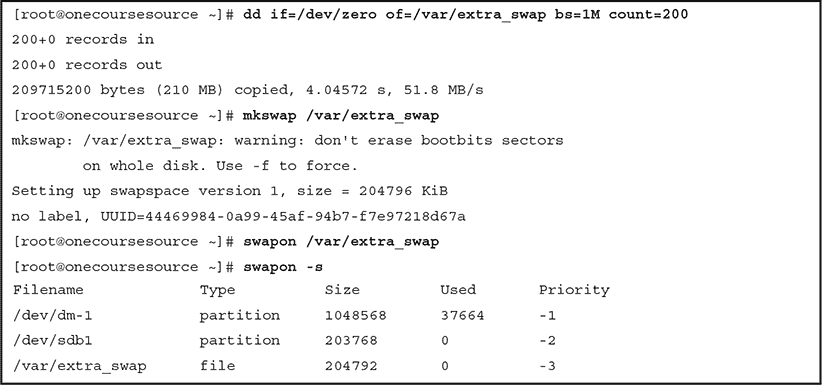 [root@onecoursesource ~]# dd if=/dev/zero of=/var/extra_swap bs=1M count=200
200+0 records in
200+0 records out
209715200 bytes (210 MB) copied, 4.04572 s, 51.8 MB/s
[root@onecoursesource ~]# mkswap /var/extra_swap
mkswap: /var/extra_swap: warning: don't erase bootbits sectors
        on whole disk. Use -f to force.
Setting up swapspace version 1, size = 204796 KiB
no label, UUID=44469984-0a99-45af-94b7-f7e97218d67a
[root@onecoursesource ~]# swapon /var/extra_swap
[root@onecoursesource ~]# swapon -s
Filename Type Size Used Priority
/dev/dm-1 partition 1048568 37664 -1
/dev/sdb1 partition 203768 0 -2
/var/extra_swap file 204792 0 -3